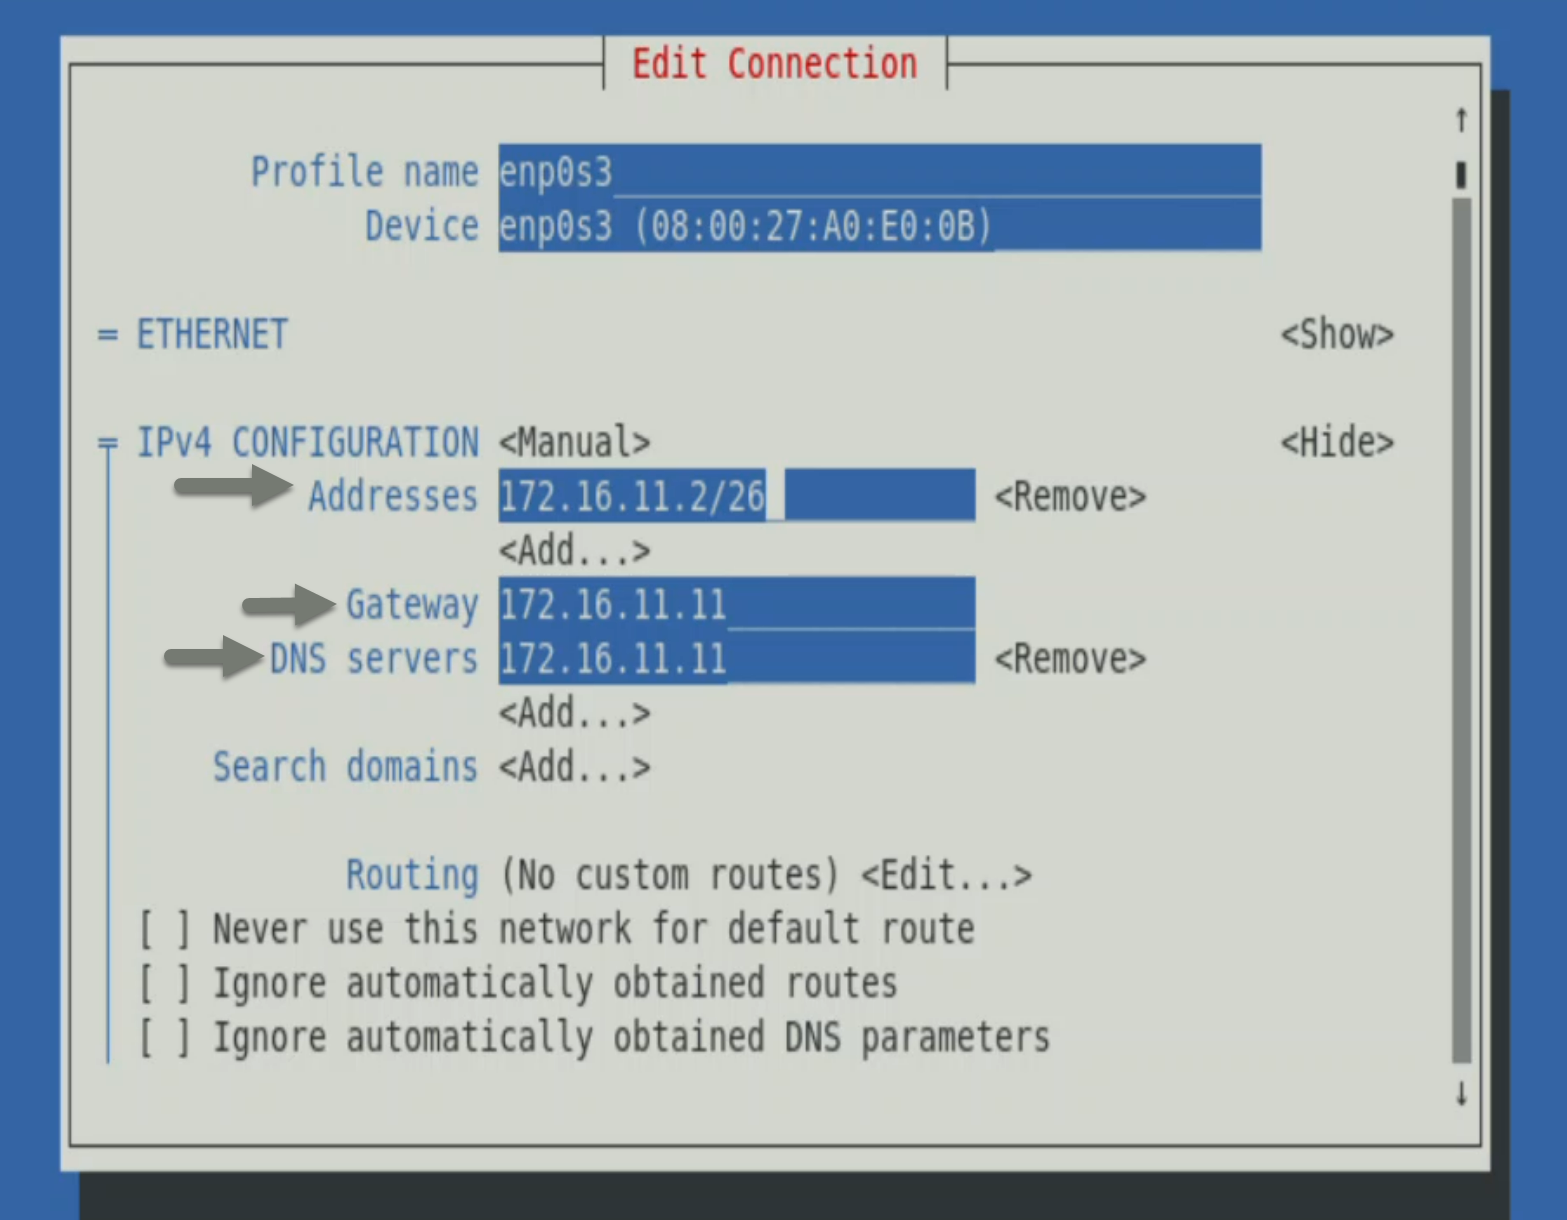 Edit Connection
↑
Profile name enp0s3
Device enp0s3 (08:00:27:A0:E0:0B)
= ETHERNET <Show>
= IPv4 CONFIGURATION <Manual> <Hide>
Addresses 172.16.11.2/26 <Remove>
<Add...>
Gateway 172.16.11.11
DNS servers 172.16.11.11 <Remove>
<Add...>
Search domains <Add...>
Routing (No custom routes) <Edit...>
[ ] Never use this network for default route
[ ] Ignore automatically obtained routes
[ ] Ignore automatically obtained DNS parameters
↓